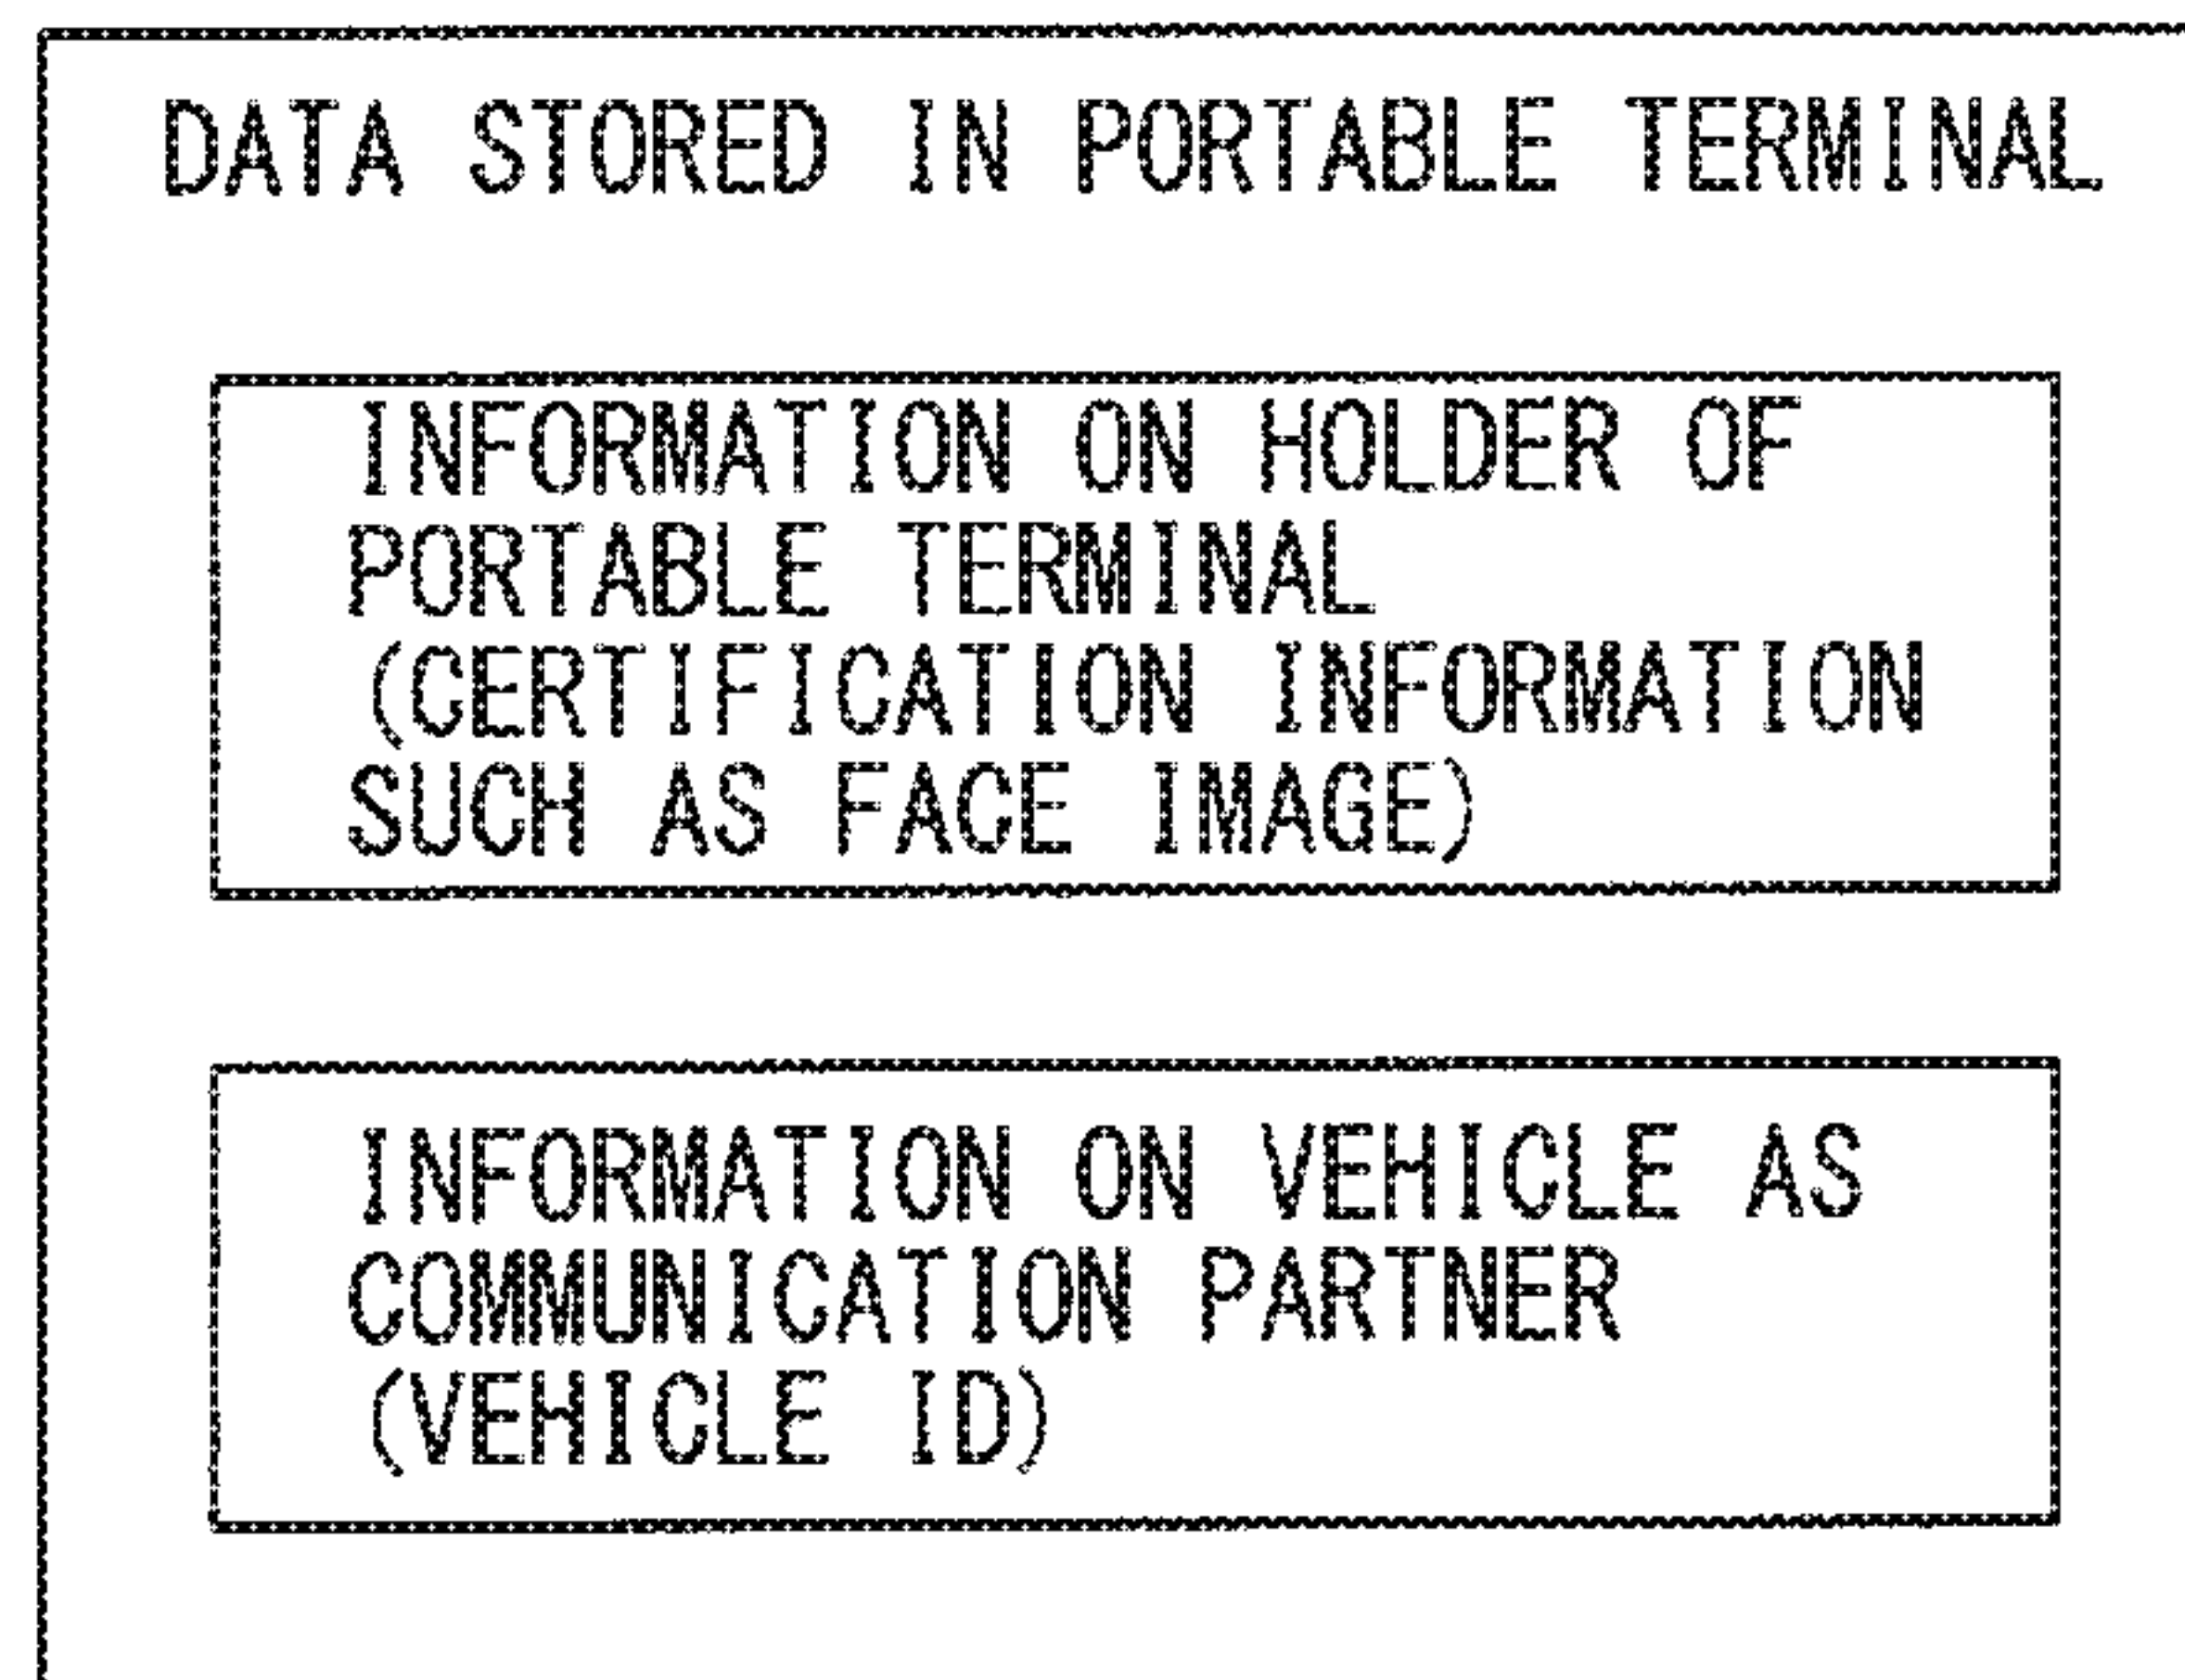 DATA STORED IN PORTABLE TERMINAL
INFORMATION ON HOLDER OF
PORTABLE TERMINAL
(CERTIFICATION INFORMATION
SUCH AS FACE IMAGE)
INFORMATION ON VEHICLE AS
COMMUNICATION PARTNER
(VEHICLE ID)